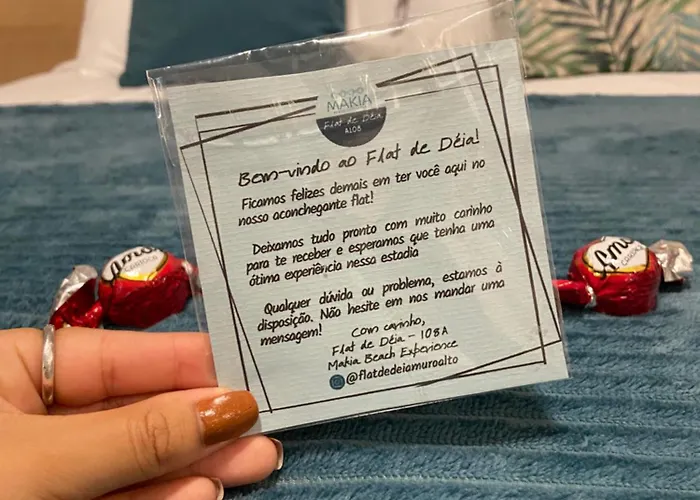 MAKIA
Flat de Déia
A108
Bem-vindo ao Flat de Déia!
Ficamos felizes demais em ter você aqui no
nosso aconchegante flat!
Deixamos tudo pronto com muito carinho
para te receber e esperamos que tenha uma
ótima experiência nessa estadia
Qualquer dúvida ou problema, estamos à
disposição. Não hesite em nos mandar uma
mensagem!
Com carinho,
Flat de Déia - 108A
Makia Beach Experience
@flatdedeiamuroalto